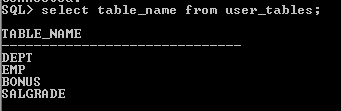 SQL> select table_name from user_tables;
TABLE_NAME
------------------------------
DEPT
EMP
BONUS
SALGRADE